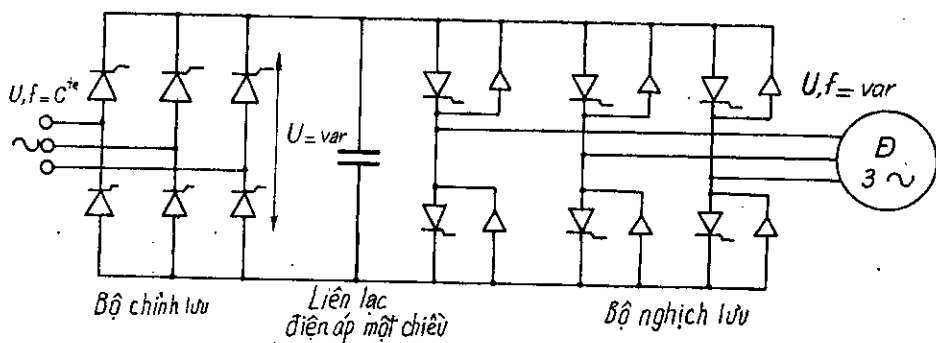 U,f=C^te
~
U=var
U,f=var
Đ
3 ~
Bộ chỉnh lưu
Liên lạc
điện áp một chiều
Bộ nghịch lưu